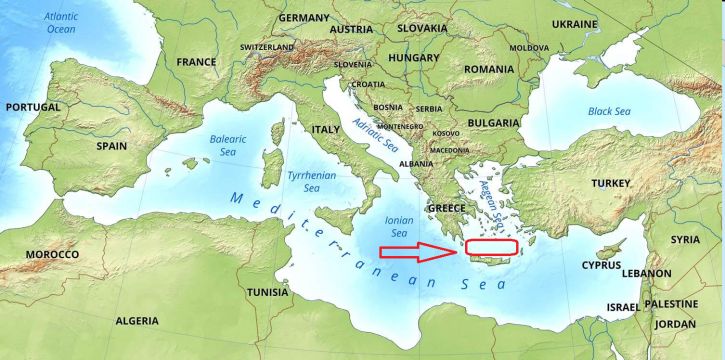 Atlantic
Ocean
GERMANY
UKRAINE
SLOVAKIA
AUSTRIA
SWITZERLAND
MOLDOVA
FRANCE
HUNGARY
SLOVENIA
ROMANIA
CROATIA
PORTUGAL
BOSNIA
SERBIA
Black Sea
ITALY
MONTENEGRO
BULGARIA
Adriatic Sea
KOSOVO
Balearic
Sea
SPAIN
MACEDONIA
ALBANIA
Tyrrhenian
Sea
TURKEY
Aegean Sea
Mediterranean Sea
GREECE
Ionian
Sea
SYRIA
MOROCCO
CYPRUS
LEBANON
TUNISIA
ISRAEL
PALESTINE
ALGERIA
JORDAN